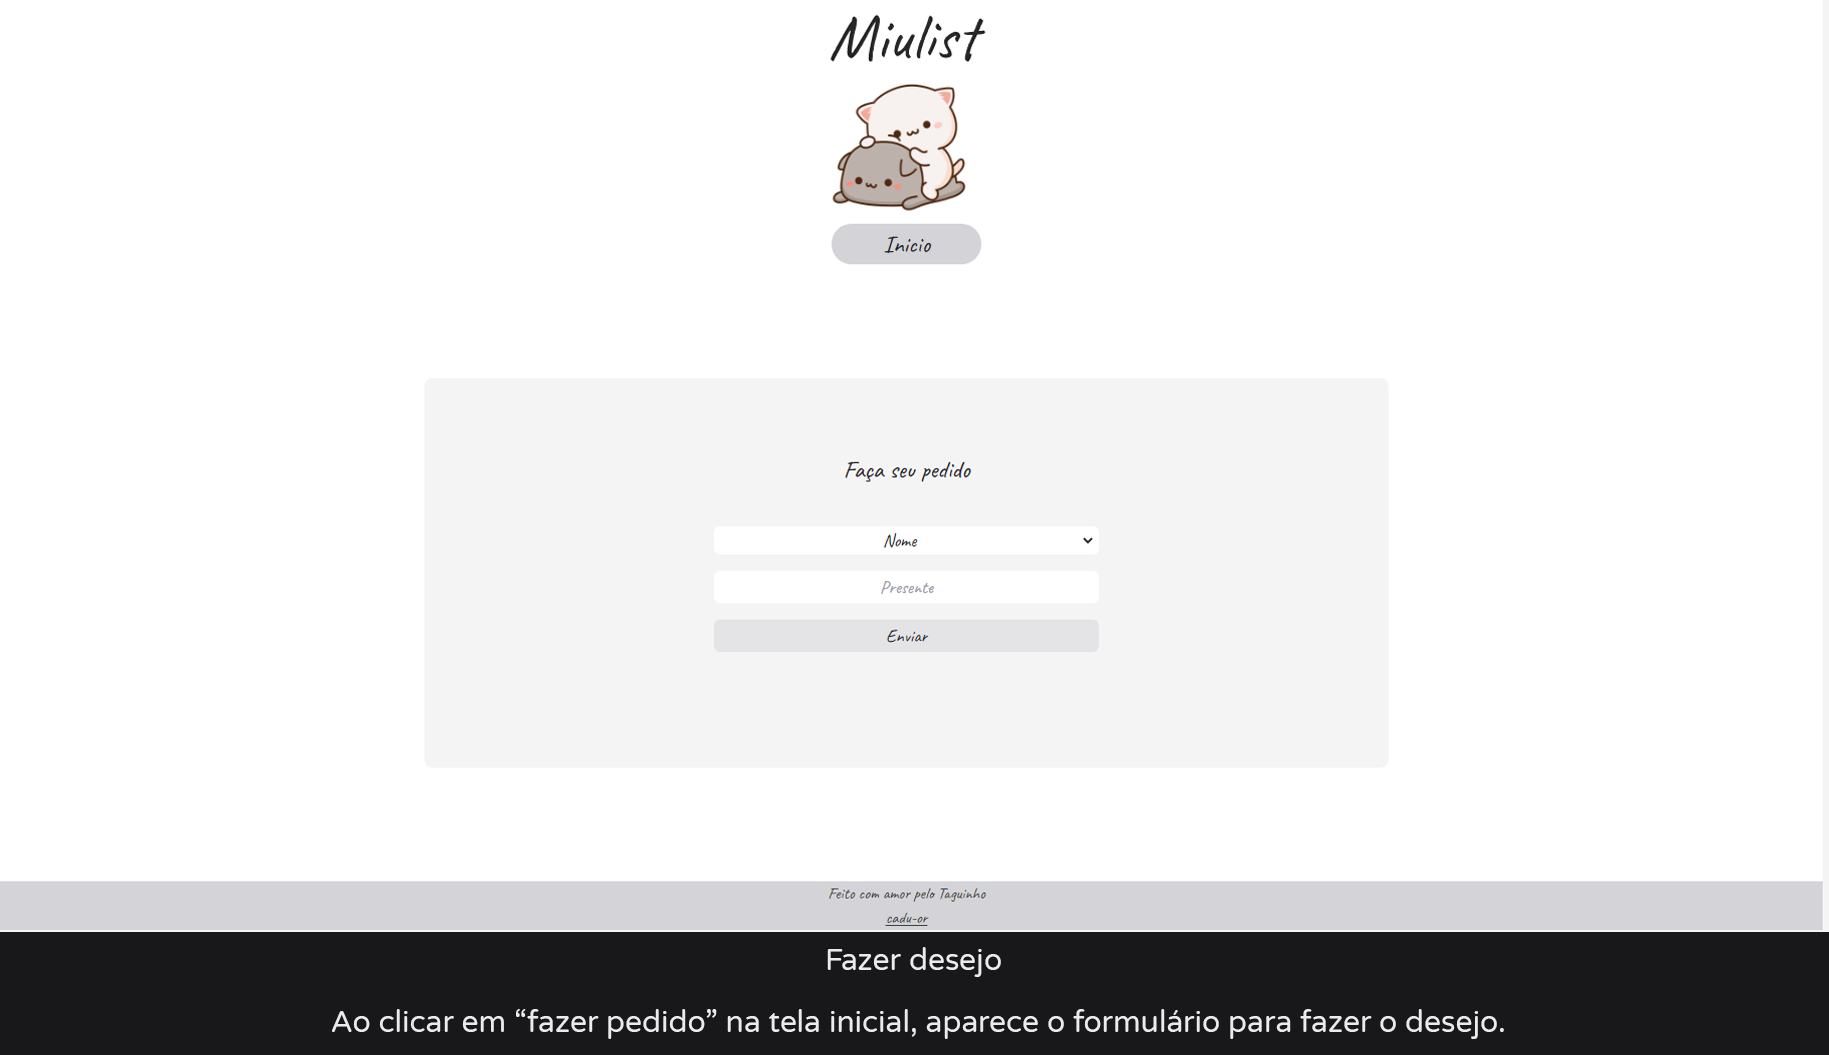 Miulist
Inicio
Faça seu pedido
Nome
Presente
Enviar
Feito com amor pelo Taguinho
cadu-or
Fazer desejo
Ao clicar em “fazer pedido” na tela inicial, aparece o formulário para fazer o desejo.